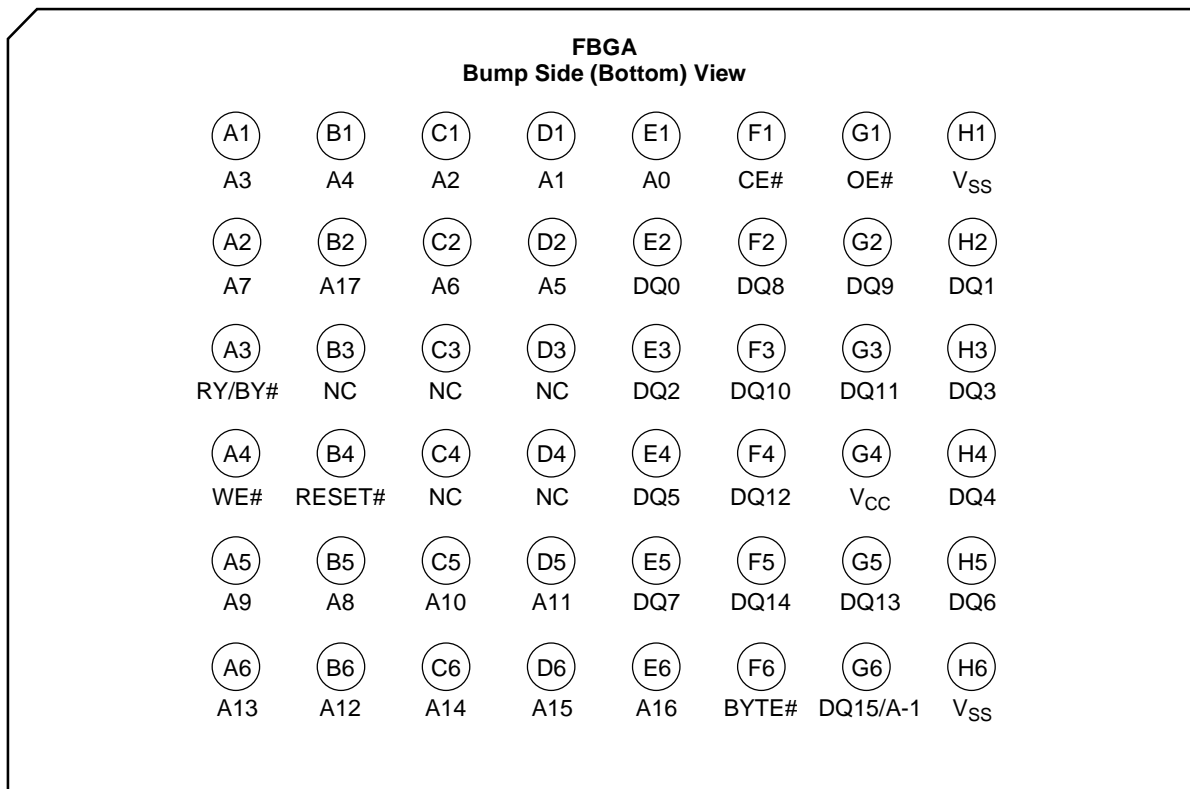 FBGA
Bump Side (Bottom) View
A1 B1 C1 D1 E1 F1 G1 H1
A3 A4 A2 A1 A0 CE# OE# VSS
A2 B2 C2 D2 E2 F2 G2 H2
A7 A17 A6 A5 DQ0 DQ8 DQ9 DQ1
A3 B3 C3 D3 E3 F3 G3 H3
RY/BY# NC NC NC DQ2 DQ10 DQ11 DQ3
A4 B4 C4 D4 E4 F4 G4 H4
WE# RESET# NC NC DQ5 DQ12 VCC DQ4
A5 B5 C5 D5 E5 F5 G5 H5
A9 A8 A10 A11 DQ7 DQ14 DQ13 DQ6
A6 B6 C6 D6 E6 F6 G6 H6
A13 A12 A14 A15 A16 BYTE# DQ15/A-1 VSS